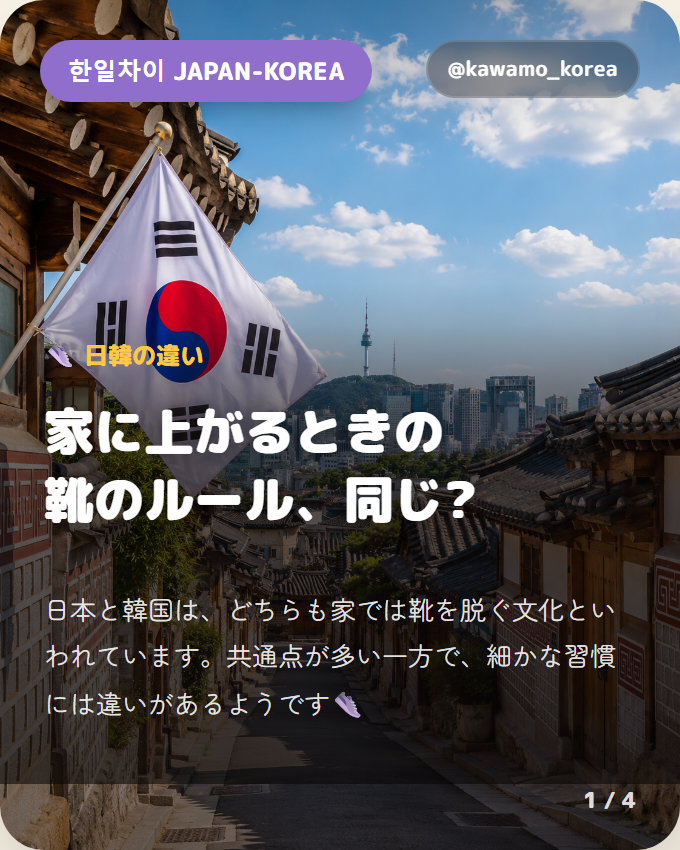 한일차이 JAPAN-KOREA
@kawamo_korea
日韓の違い
家に上がるときの
靴のルール、同じ?
日本と韓国は、どちらも家では靴を脱ぐ文化とい
われています。共通点が多い一方で、細かな習慣
には違いがあるようです
1 / 4